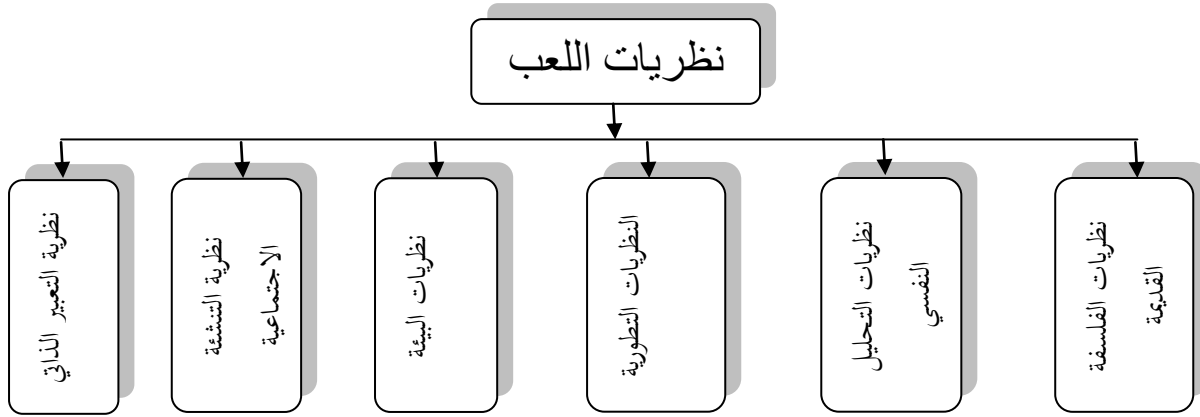 نظريات اللعب
نظريات الفلسفة
القديمة
نظريات التحليل
النفسي
النظريات التطورية
نظريات البيئة
نظرية التنشئة
الاجتماعية
نظرية التعبير الذاتي